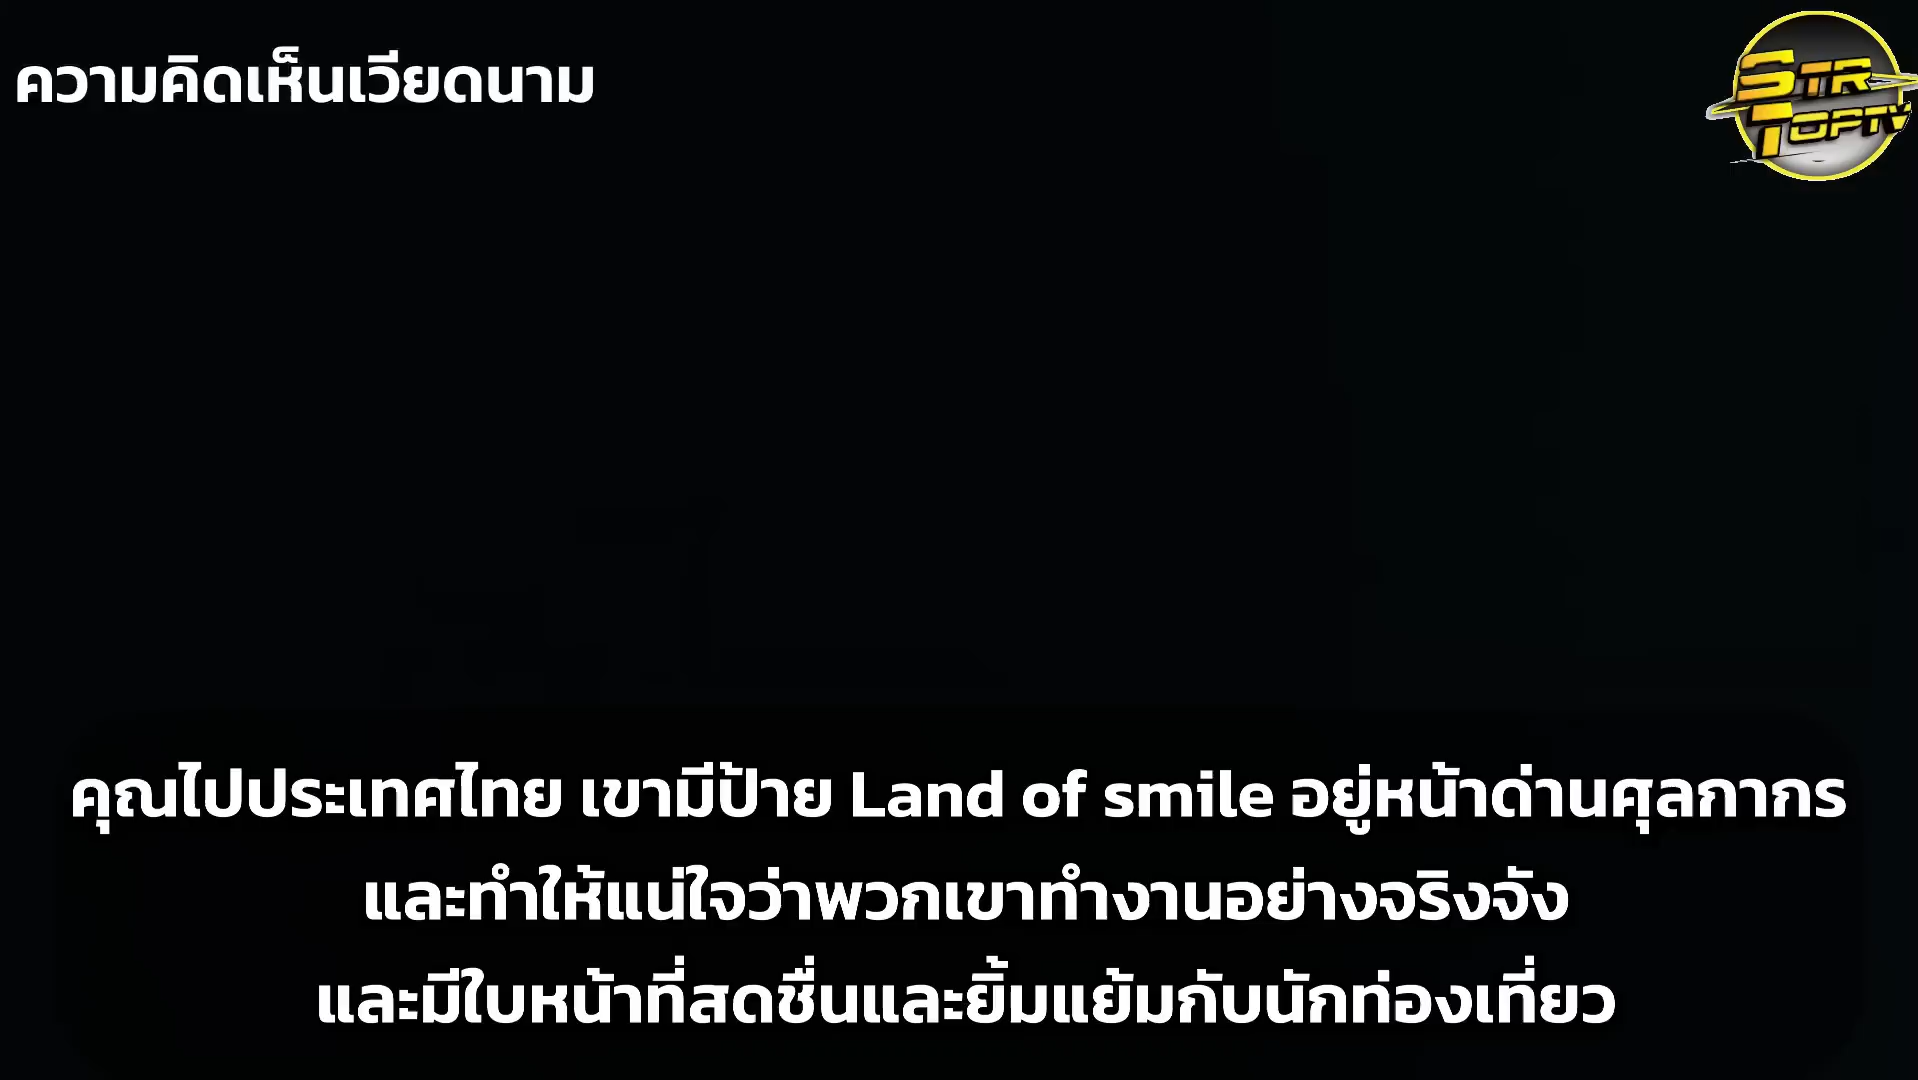 ความคิดเห็นเวียดนาม
STR
TOPTV
คุณไปประเทศไทย เขามีป้าย Land of smile อยู่หน้าด่านศุลกากร
และทำให้แน่ใจว่าพวกเขาทำงานอย่างจริงจัง
และมีใบหน้าที่สดชื่นและยิ้มแย้มกับนักท่องเที่ยว